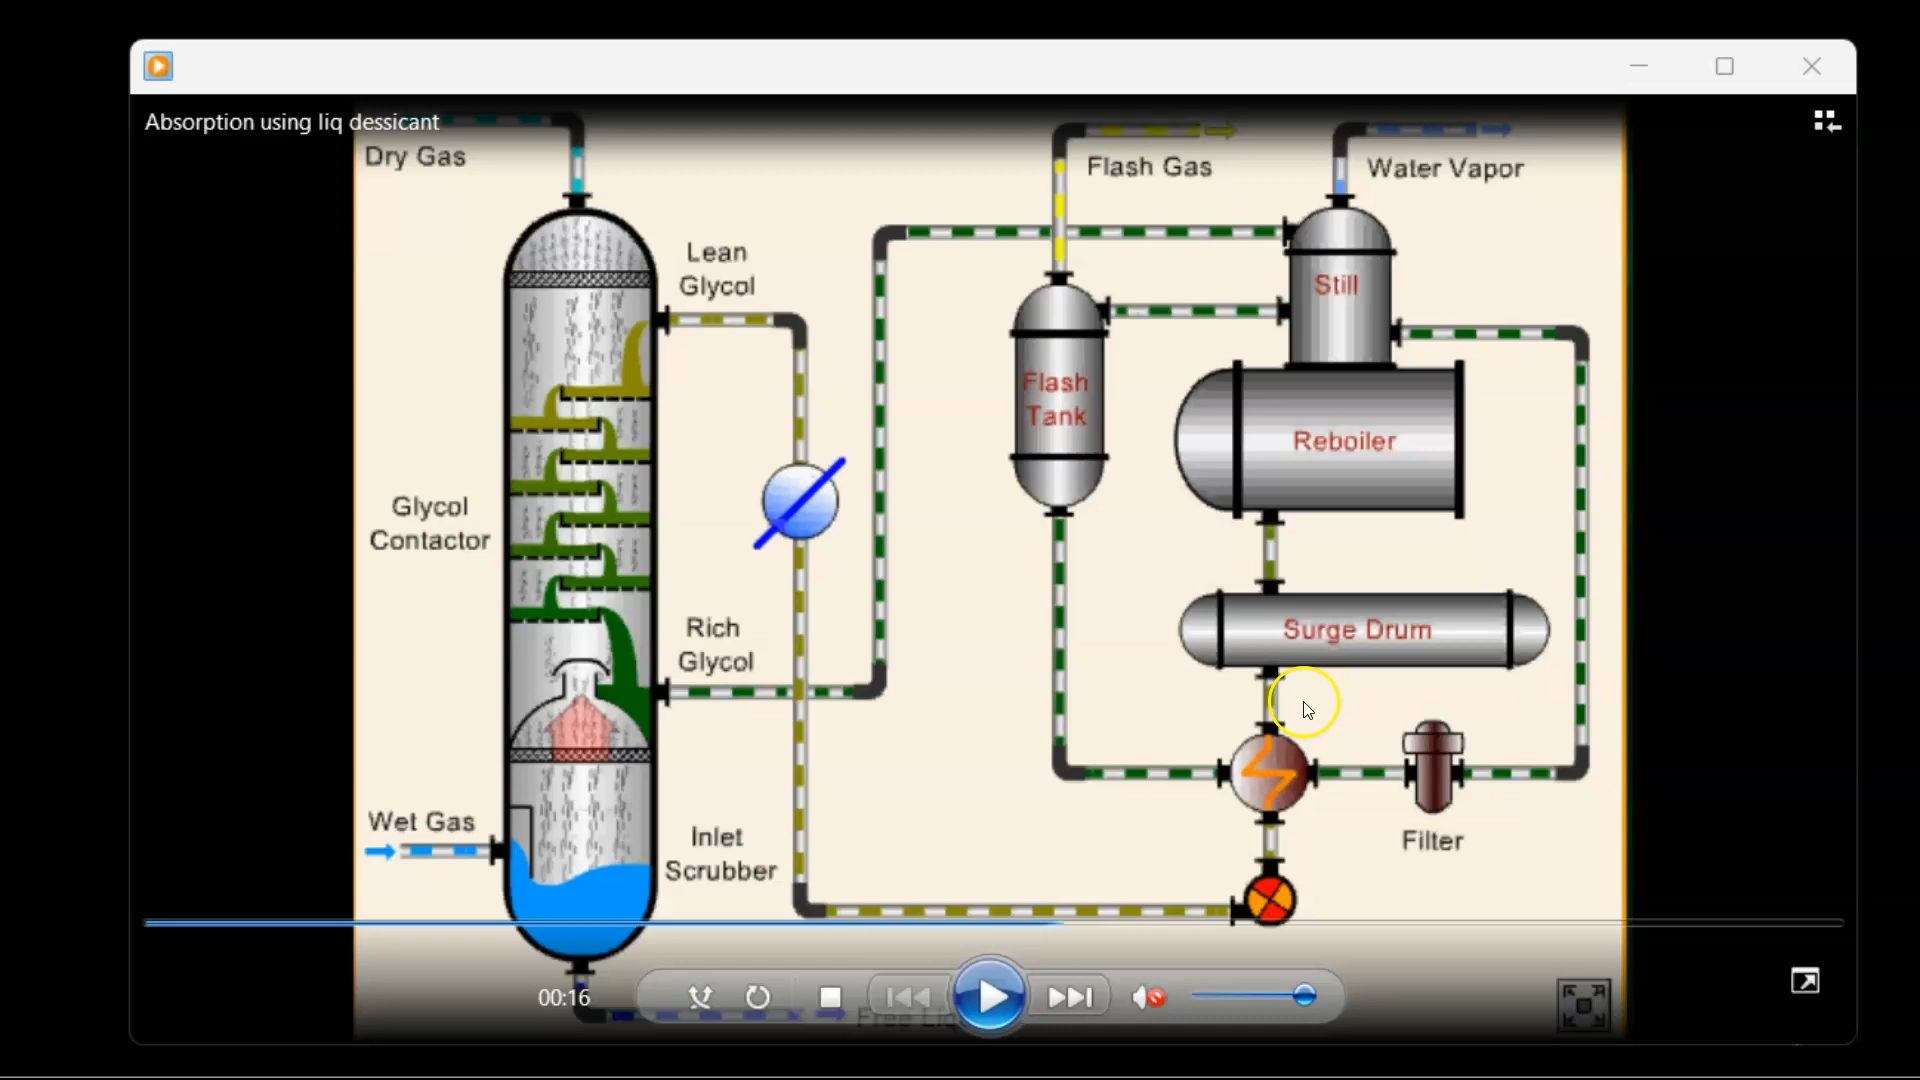 Absorption using liq dessicant
Dry Gas
Flash Gas
Water Vapor
Lean
Glycol
Still
Flash
Tank
Reboiler
Glycol
Contactor
Rich
Glycol
Surge Drum
Wet Gas
Inlet
Scrubber
Filter
00:16
Free